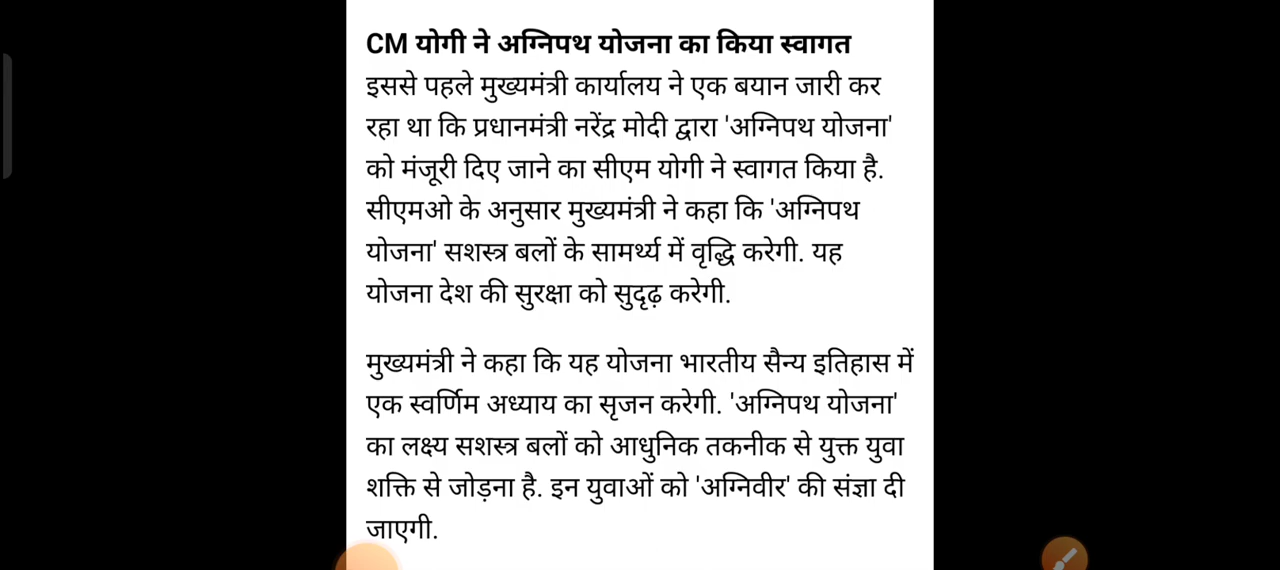 CM योगी ने अग्निपथ योजना का किया स्वागत
इससे पहले मुख्यमंत्री कार्यालय ने एक बयान जारी कर
रहा था कि प्रधानमंत्री नरेंद्र मोदी द्वारा 'अग्निपथ योजना'
को मंजूरी दिए जाने का सीएम योगी ने स्वागत किया है.
सीएमओ के अनुसार मुख्यमंत्री ने कहा कि 'अग्निपथ
योजना' सशस्त्र बलों के सामर्थ्य में वृद्धि करेगी. यह
योजना देश की सुरक्षा को सुदृढ़ करेगी.
मुख्यमंत्री ने कहा कि यह योजना भारतीय सैन्य इतिहास में
एक स्वर्णिम अध्याय का सृजन करेगी. 'अग्निपथ योजना'
का लक्ष्य सशस्त्र बलों को आधुनिक तकनीक से युक्त युवा
शक्ति से जोड़ना है. इन युवाओं को 'अग्निवीर' की संज्ञा दी
जाएगी.